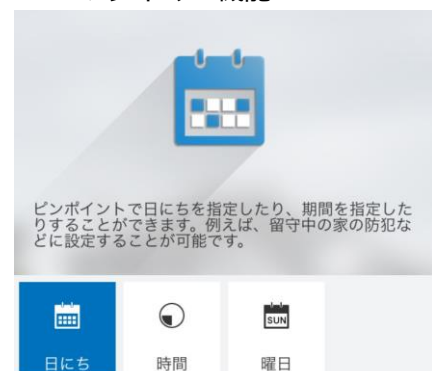 ピンポイントで日にちを指定したり、期間を指定した
りすることができます。例えば、留守中の家の防犯な
どに設定することが可能です。
SUN
日にち 時間 曜日